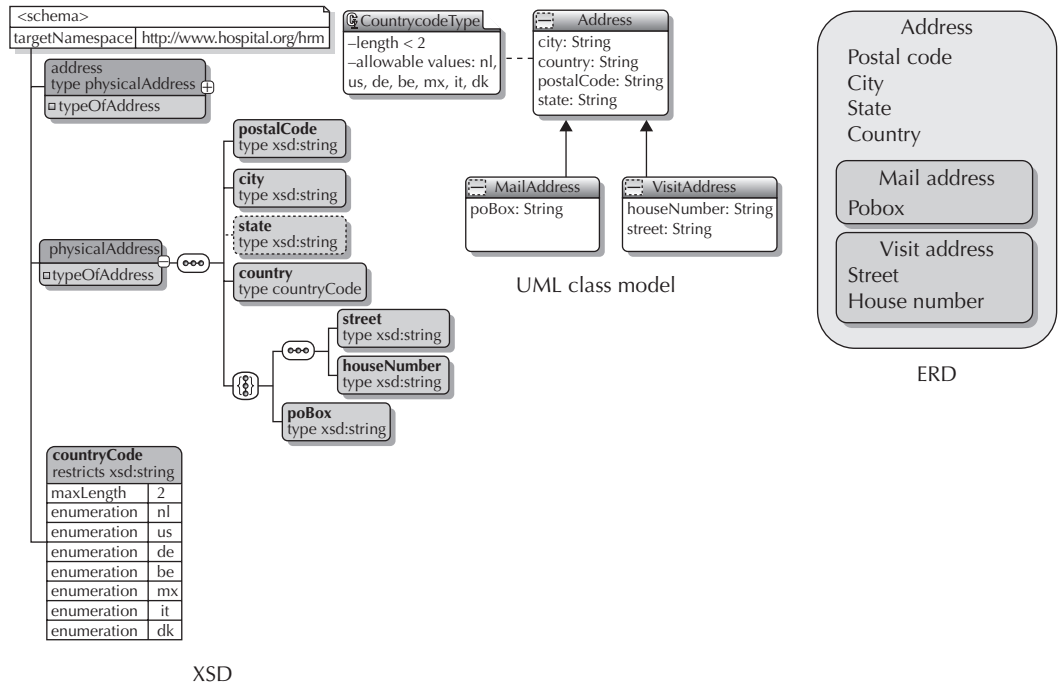 <schema>
targetNamespace http://www.hospital.org/hrm
address
type physicalAddress
typeOfAddress
physicalAddress
typeOfAddress
postalCode
type xsd:string
city
type xsd:string
state
type xsd:string
country
type countryCode
street
type xsd:string
houseNumber
type xsd:string
poBox
type xsd:string
countryCode
restricts xsd:string
maxLength 2
enumeration nl
enumeration us
enumeration de
enumeration be
enumeration mx
enumeration it
enumeration dk
XSD
CountrycodeType
–length < 2
–allowable values: nl,
us, de, be, mx, it, dk
Address
city: String
country: String
postalCode: String
state: String
MailAddress
poBox: String
VisitAddress
houseNumber: String
street: String
UML class model
Address
Postal code
City
State
Country
Mail address
Pobox
Visit address
Street
House number
ERD